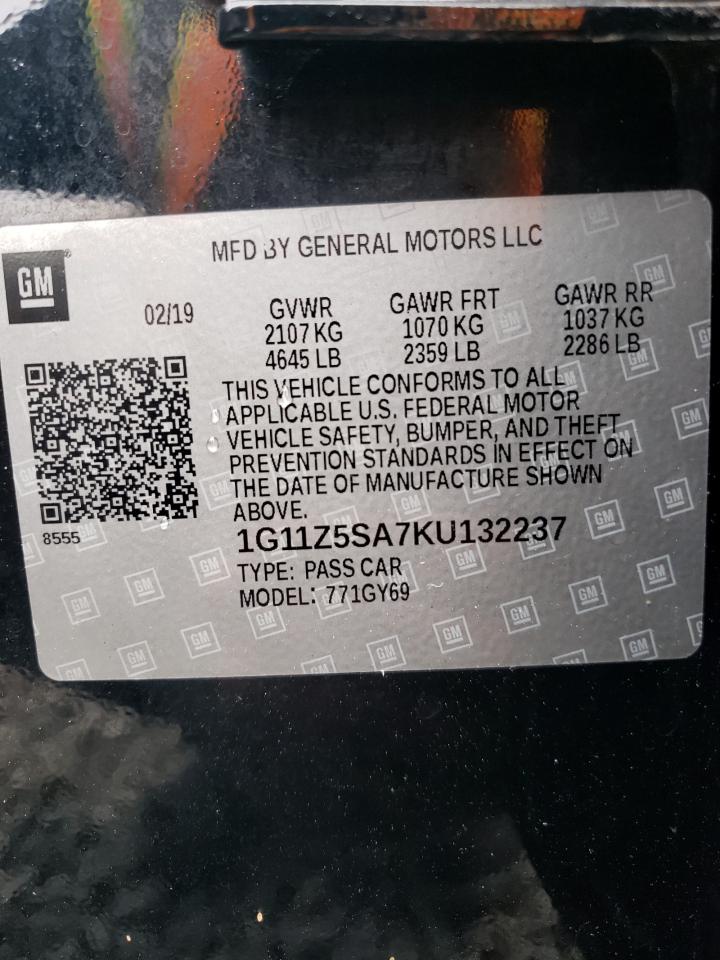 MFD BY GENERAL MOTORS LLC
GM
02/19
GVWR
2107 KG
4645 LB
GAWR FRT
1070 KG
2359 LB
GAWR RR
1037 KG
2286 LB
THIS VEHICLE CONFORMS TO ALL
APPLICABLE U.S. FEDERAL MOTOR
VEHICLE SAFETY, BUMPER, AND THEFT
PREVENTION STANDARDS IN EFFECT ON
THE DATE OF MANUFACTURE SHOWN
ABOVE.
8555
1G11Z5SA7KU132237
TYPE: PASS CAR
MODEL: 771GY69